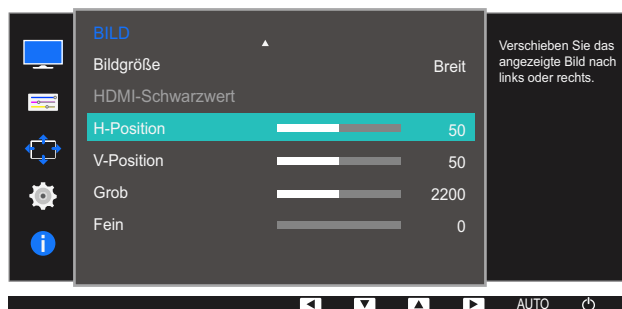 BILD
Bildgröße Breit
HDMI-Schwarzwert
H-Position 50
V-Position 50
Grob 2200
Fein 0
Verschieben Sie das
angezeigte Bild nach
links oder rechts.
AUTO